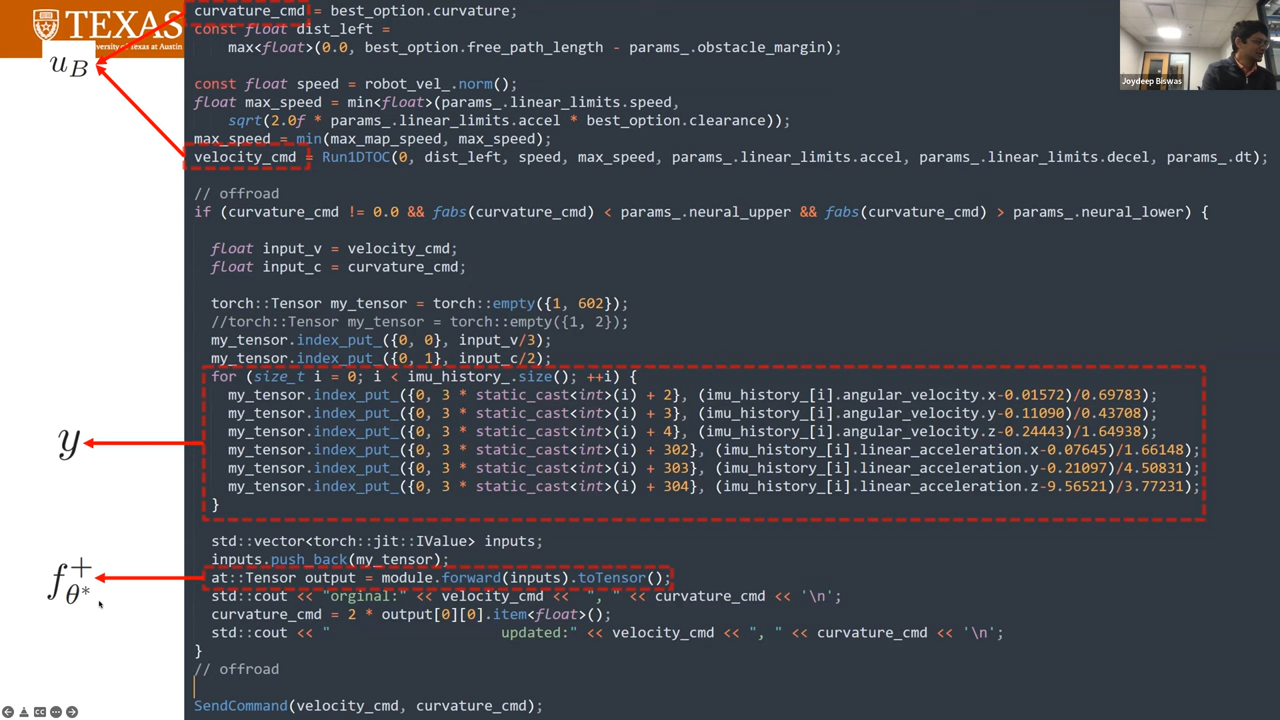 TEXAS
The University of Texas at Austin
u_B
y
f^+_{θ*}
curvature_cmd = best_option.curvature;
const float dist_left =
max<float>(0.0, best_option.free_path_length - params_.obstacle_margin);
const float speed = robot_vel_.norm();
float max_speed = min<float>(params_.linear_limits.speed,
sqrt(2.0f * params_.linear_limits.accel * best_option.clearance));
max_speed = min(max_map_speed, max_speed);
velocity_cmd = Run1DTOC(0, dist_left, speed, max_speed, params_.linear_limits.accel, params_.linear_limits.decel, params_.dt);
// offroad
if (curvature_cmd != 0.0 && fabs(curvature_cmd) < params_.neural_upper && fabs(curvature_cmd) > params_.neural_lower) {
float input_v = velocity_cmd;
float input_c = curvature_cmd;
torch::Tensor my_tensor = torch::empty({1, 602});
//torch::Tensor my_tensor = torch::empty({1, 2});
my_tensor.index_put_({0, 0}, input_v/3);
my_tensor.index_put_({0, 1}, input_c/2);
for (size_t i = 0; i < imu_history_.size(); ++i) {
my_tensor.index_put_({0, 3 * static_cast<int>(i) + 2}, (imu_history_[i].angular_velocity.x-0.01572)/0.69783);
my_tensor.index_put_({0, 3 * static_cast<int>(i) + 3}, (imu_history_[i].angular_velocity.y-0.11090)/0.43708);
my_tensor.index_put_({0, 3 * static_cast<int>(i) + 4}, (imu_history_[i].angular_velocity.z-0.24443)/1.64938);
my_tensor.index_put_({0, 3 * static_cast<int>(i) + 302}, (imu_history_[i].linear_acceleration.x-0.07645)/1.66148);
my_tensor.index_put_({0, 3 * static_cast<int>(i) + 303}, (imu_history_[i].linear_acceleration.y-0.21097)/4.50831);
my_tensor.index_put_({0, 3 * static_cast<int>(i) + 304}, (imu_history_[i].linear_acceleration.z-9.56521)/3.77231);
}
std::vector<torch::jit::IValue> inputs;
inputs.push_back(my_tensor);
at::Tensor output = module.forward(inputs).toTensor();
std::cout << "orginal:" << velocity_cmd << ", " << curvature_cmd << '\n';
curvature_cmd = 2 * output[0][0].item<float>();
std::cout << " updated:" << velocity_cmd << ", " << curvature_cmd << '\n';
}
// offroad
SendCommand(velocity_cmd, curvature_cmd);
Joydeep Biswas